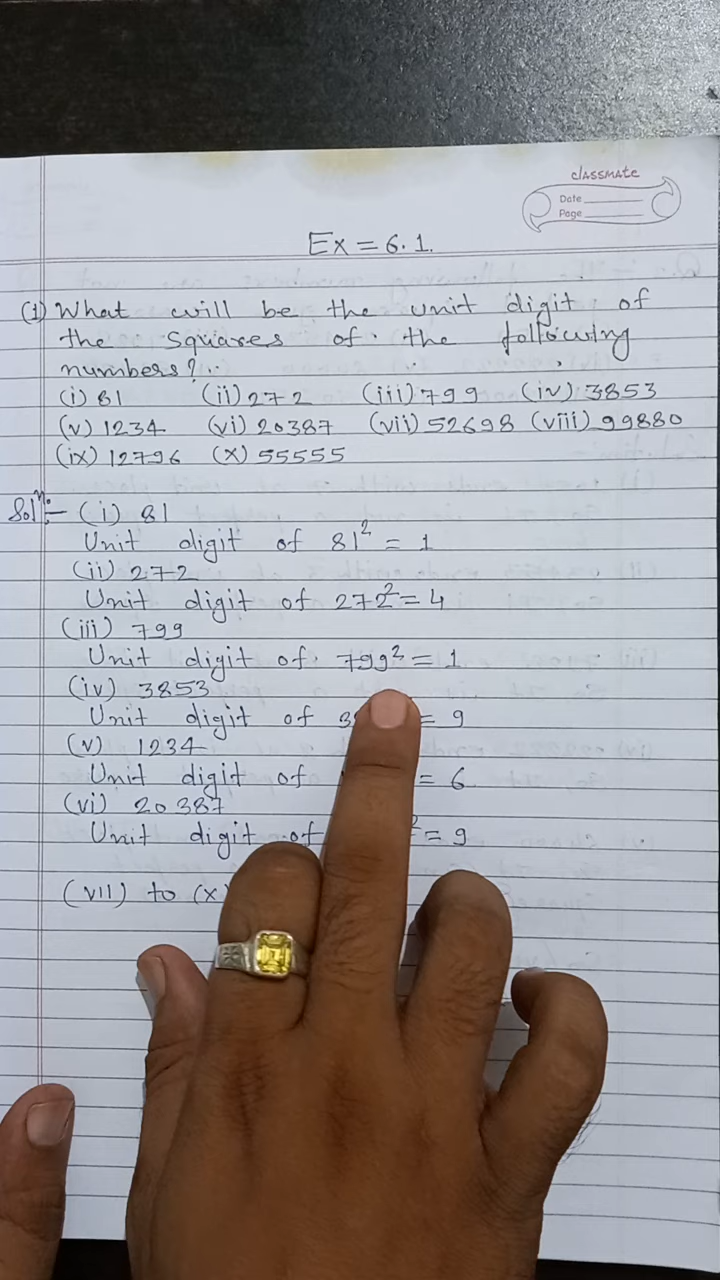 classmate
Date
Page
Ex = 6.1.
(1) What will be the unit digit of
the squares of the following
numbers?
(i) 81 (ii) 272 (iii) 799 (iv) 3853
(v) 1234 (vi) 20387 (vii) 52698 (viii) 99880
(ix) 12796 (x) 55555
Solⁿ:- (i) 81
Unit digit of 81² = 1
(ii) 272
Unit digit of 272² = 4
(iii) 799
Unit digit of 799² = 1
(iv) 3853
Unit digit of = 9
(v) 1234
Unit digit of = 6
(vi) 20387
Unit digit of ² = 9
(vii) to (x